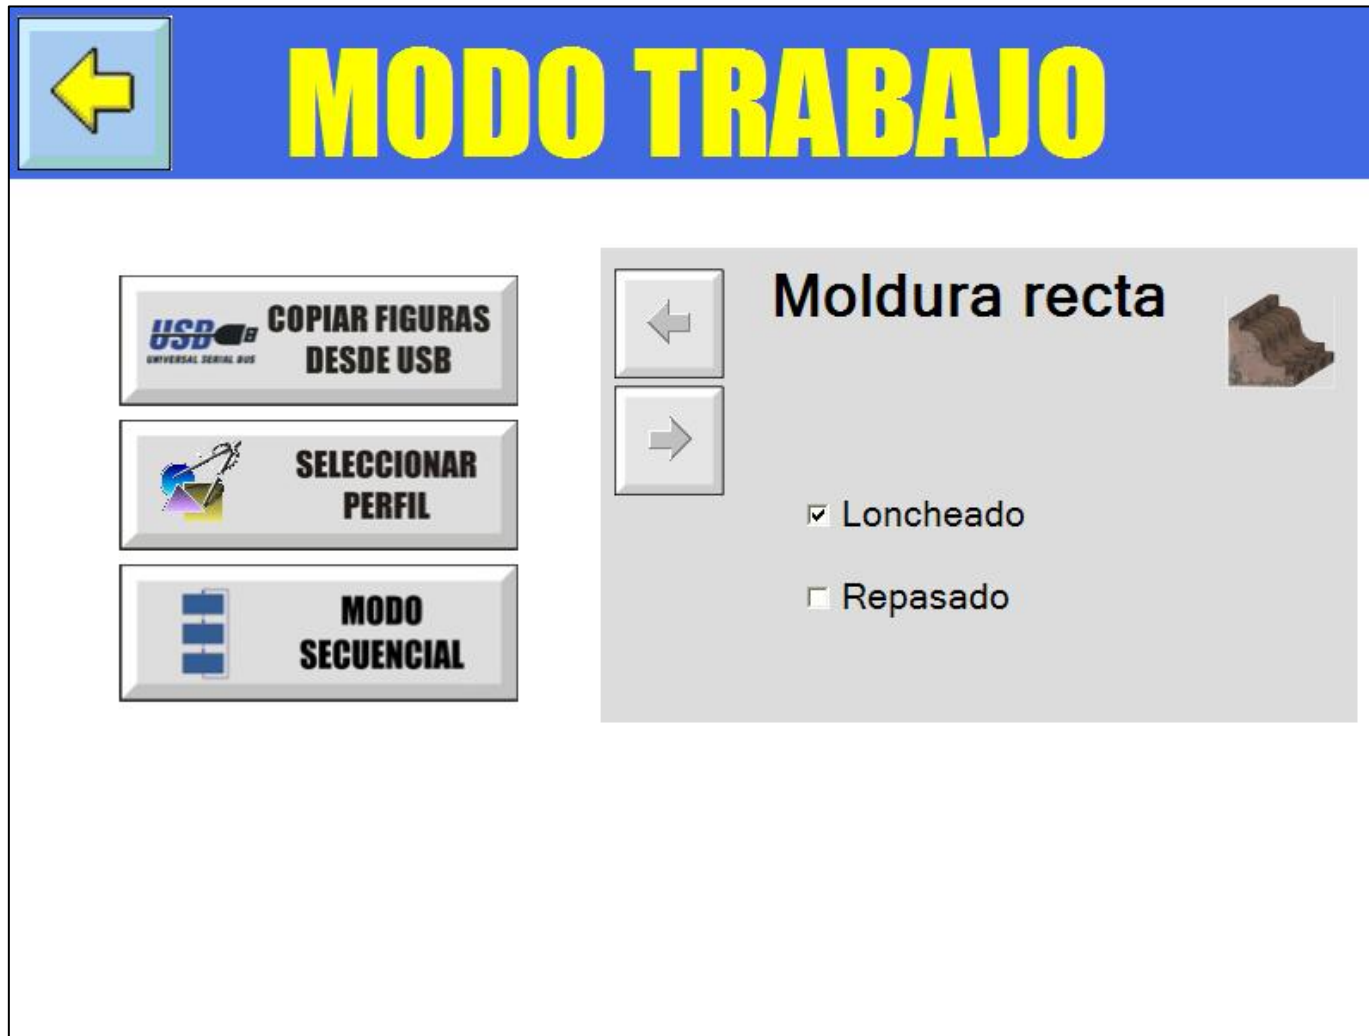 MODO TRABAJO
USB
UNIVERSAL SERIAL BUS
COPIAR FIGURAS
DESDE USB
SELECCIONAR
PERFIL
MODO
SECUENCIAL
Moldura recta
Loncheado
Repasado